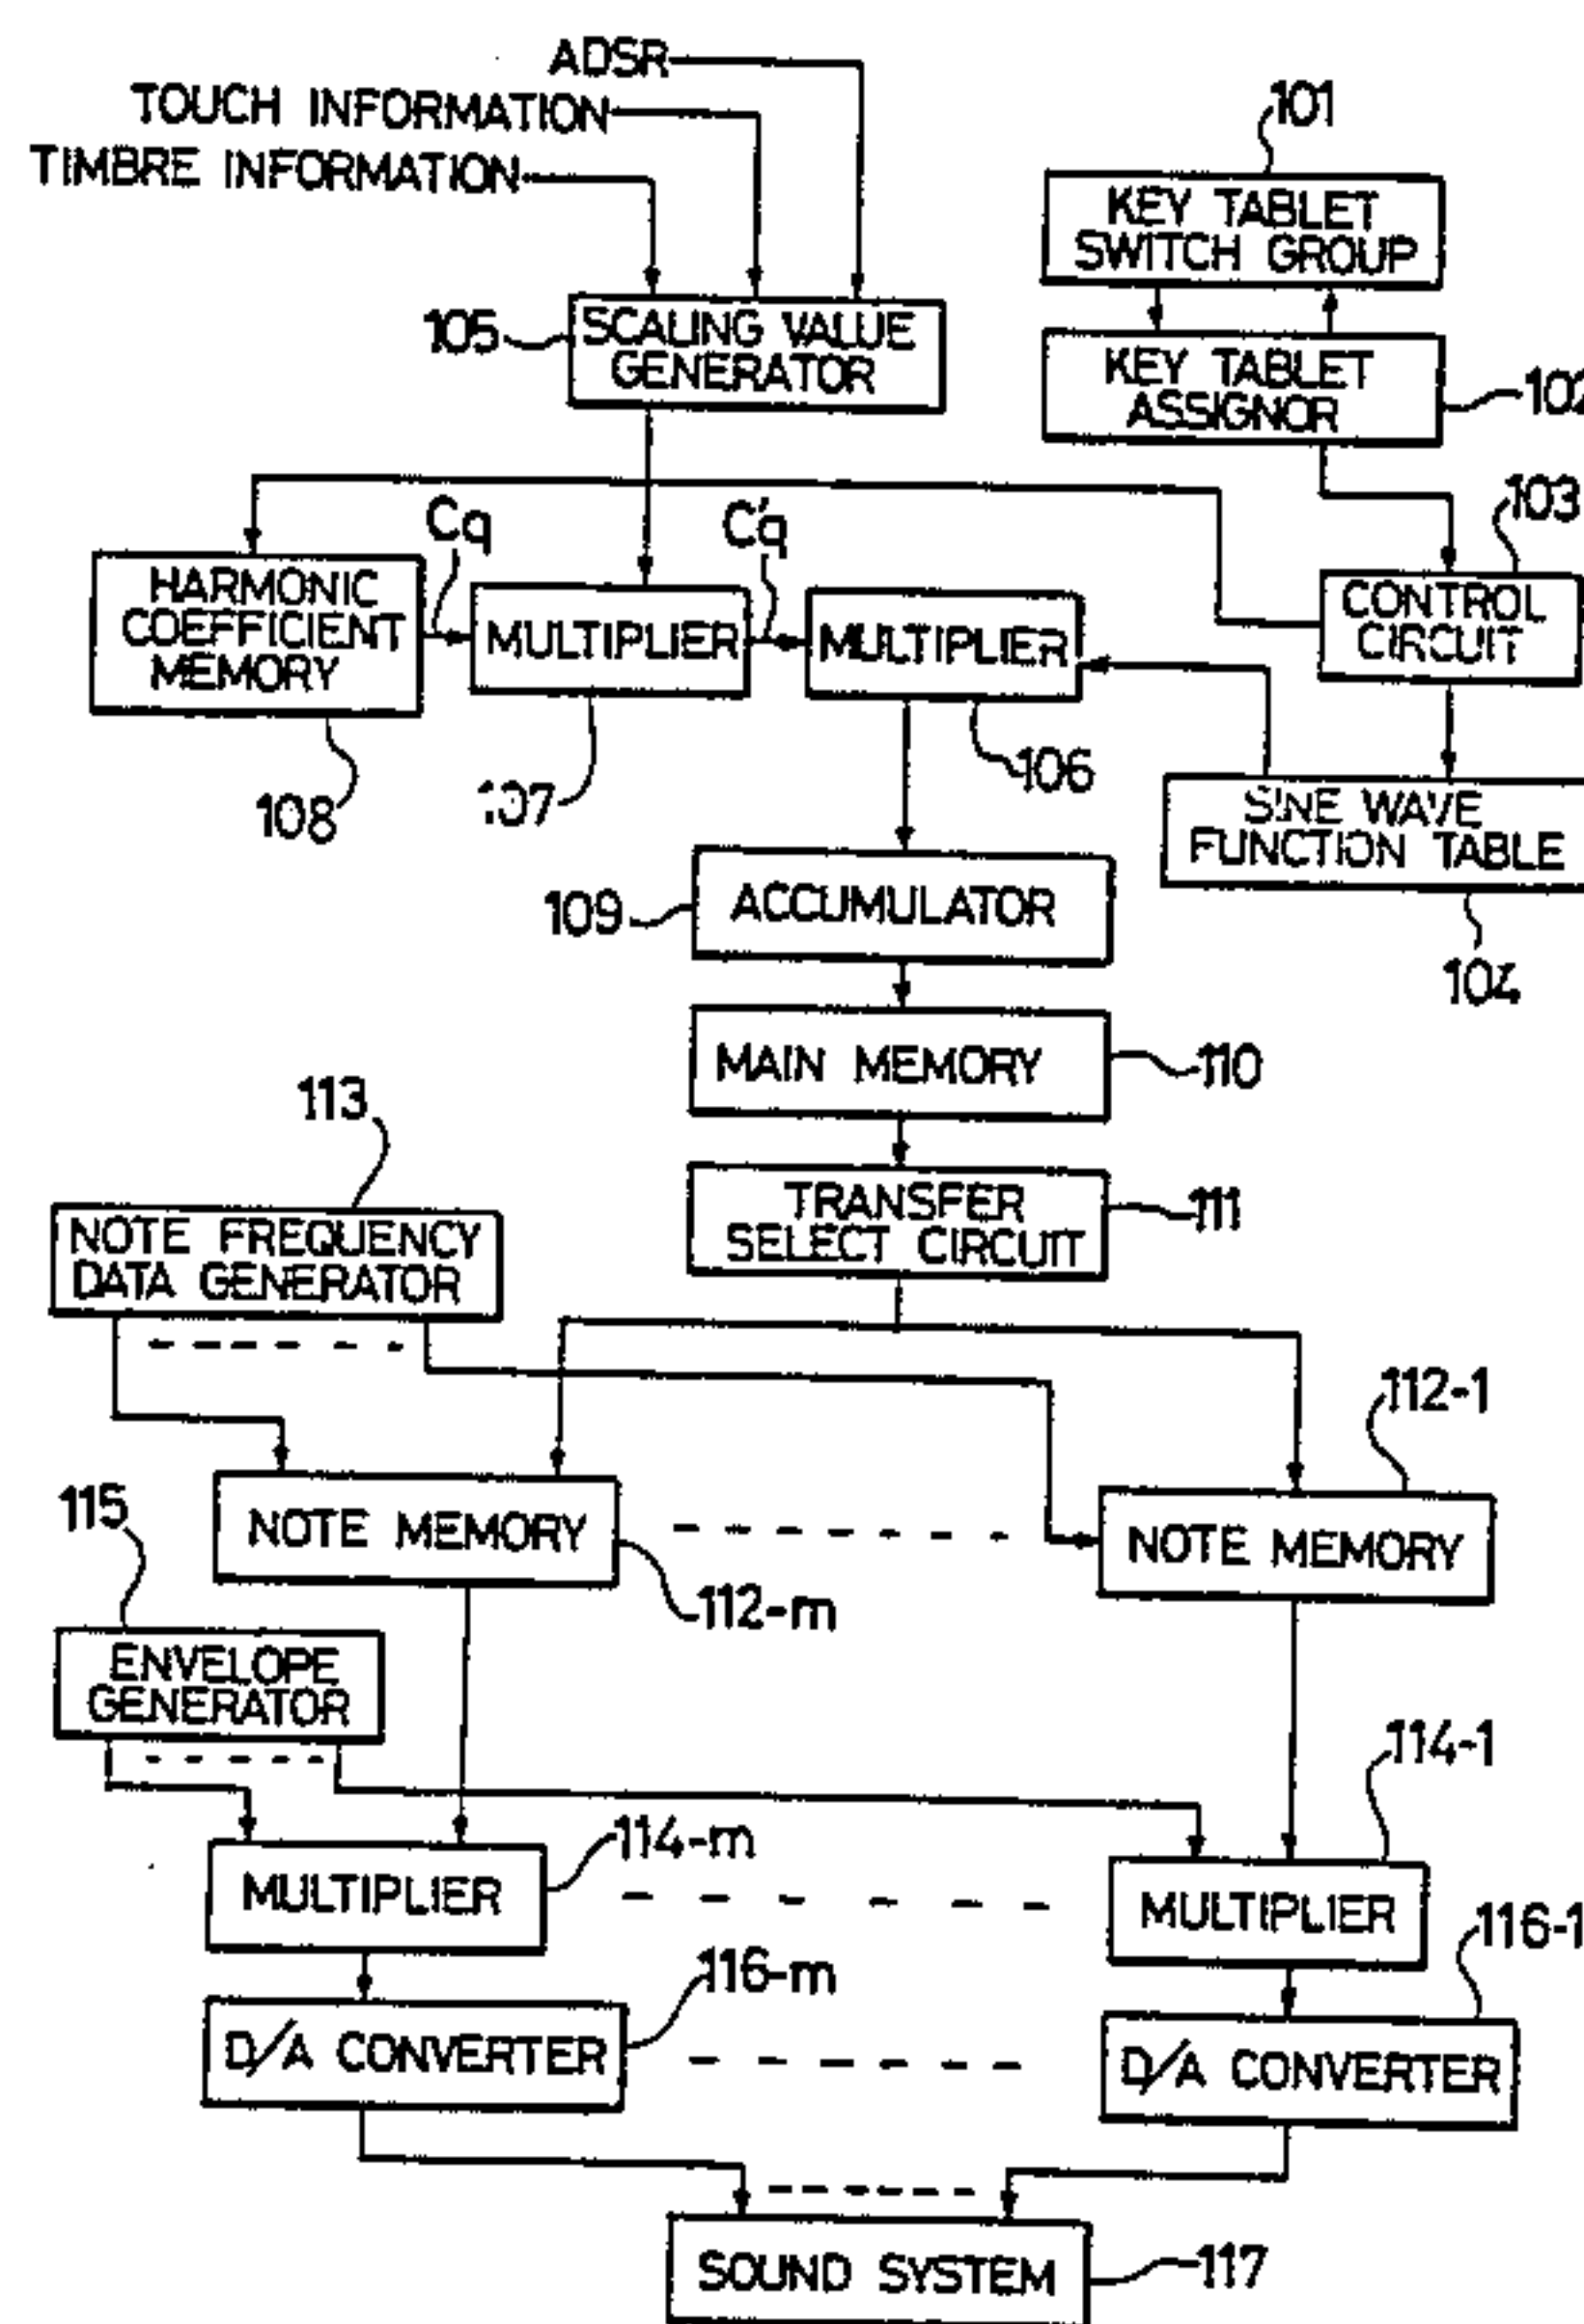 ADSR
TOUCH INFORMATION
TIMBRE INFORMATION
101
KEY TABLET
SWITCH GROUP
105
SCALING VALUE
GENERATOR
KEY TABLET
ASSIGNOR
102
Cq
C'q
103
HARMONIC
COEFFICIENT
MEMORY
MULTIPLIER
MULTIPLIER
CONTROL
CIRCUIT
108
107
106
SINE WAVE
FUNCTION TABLE
104
109
ACCUMULATOR
MAIN MEMORY
110
113
TRANSFER
SELECT CIRCUIT
111
NOTE FREQUENCY
DATA GENERATOR
112-1
115
NOTE MEMORY
NOTE MEMORY
112-m
ENVELOPE
GENERATOR
114-1
114-m
MULTIPLIER
MULTIPLIER
116-1
116-m
D/A CONVERTER
D/A CONVERTER
SOUND SYSTEM
117